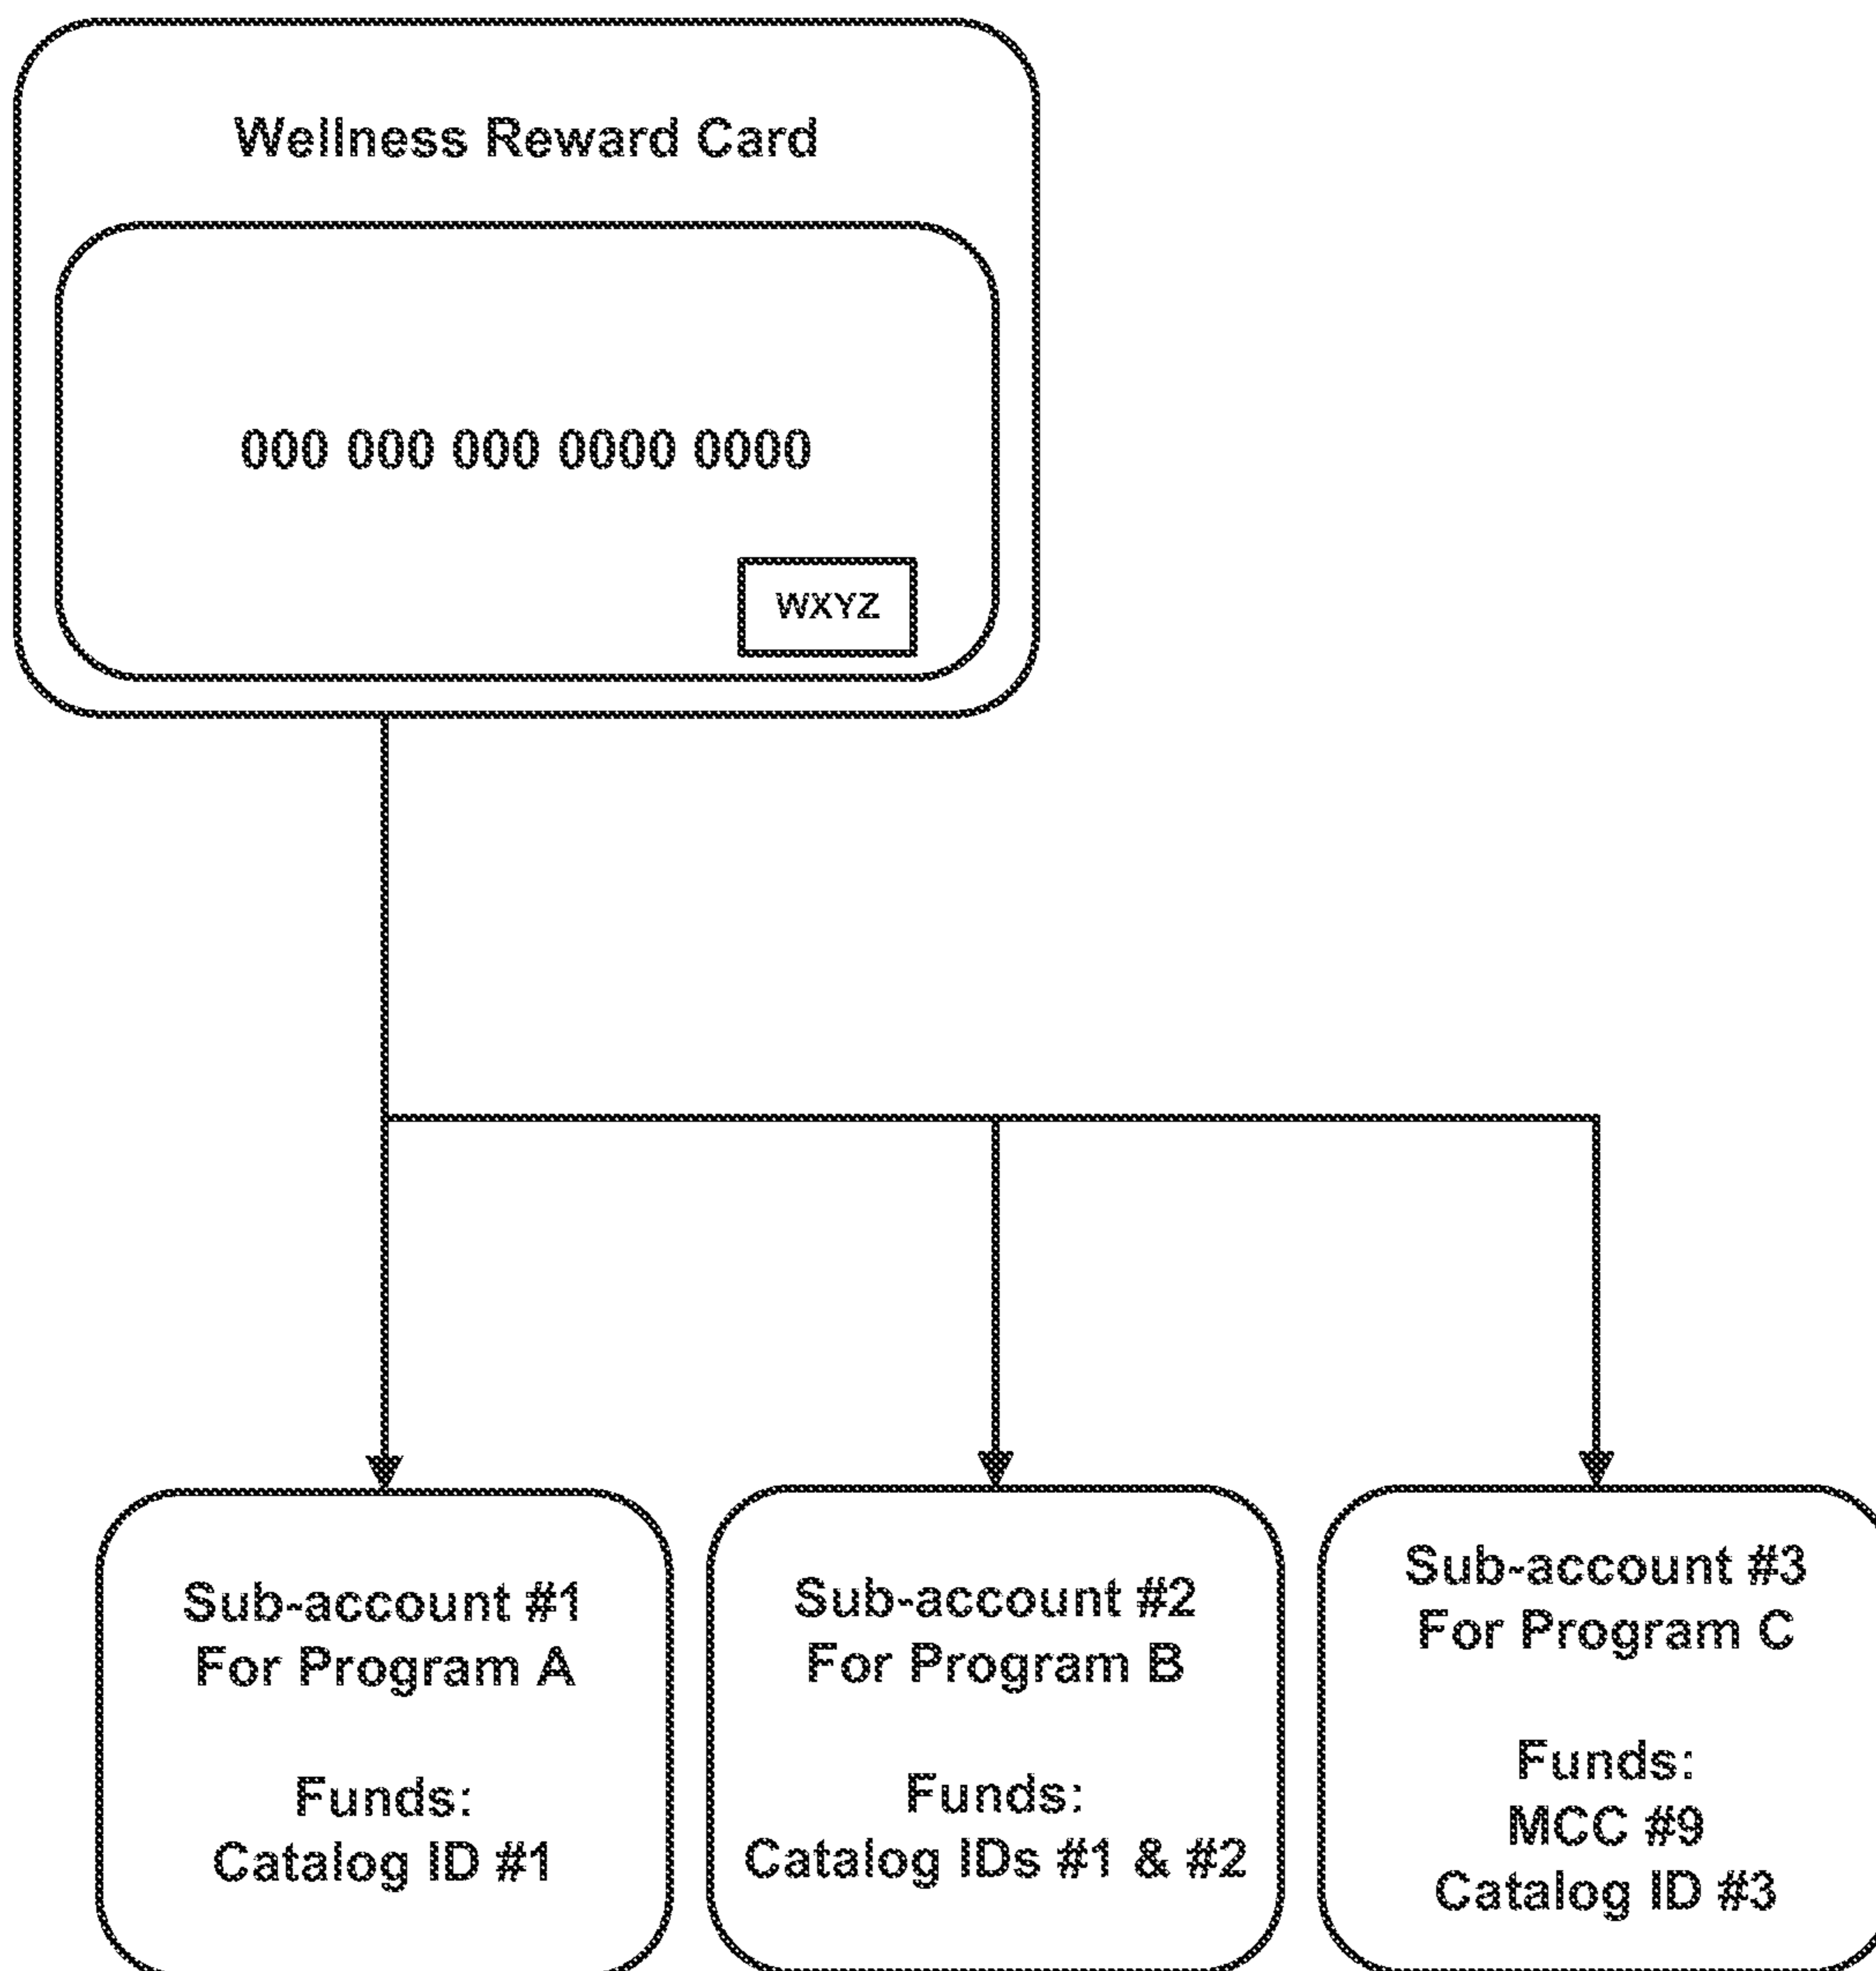 Wellness Reward Card
000 000 000 0000 0000
WXYZ
Sub-account #1
For Program A
Funds:
Catalog ID #1
Sub-account #2
For Program B
Funds:
Catalog IDs #1 & #2
Sub-account #3
For Program C
Funds:
MCC #9
Catalog ID #3